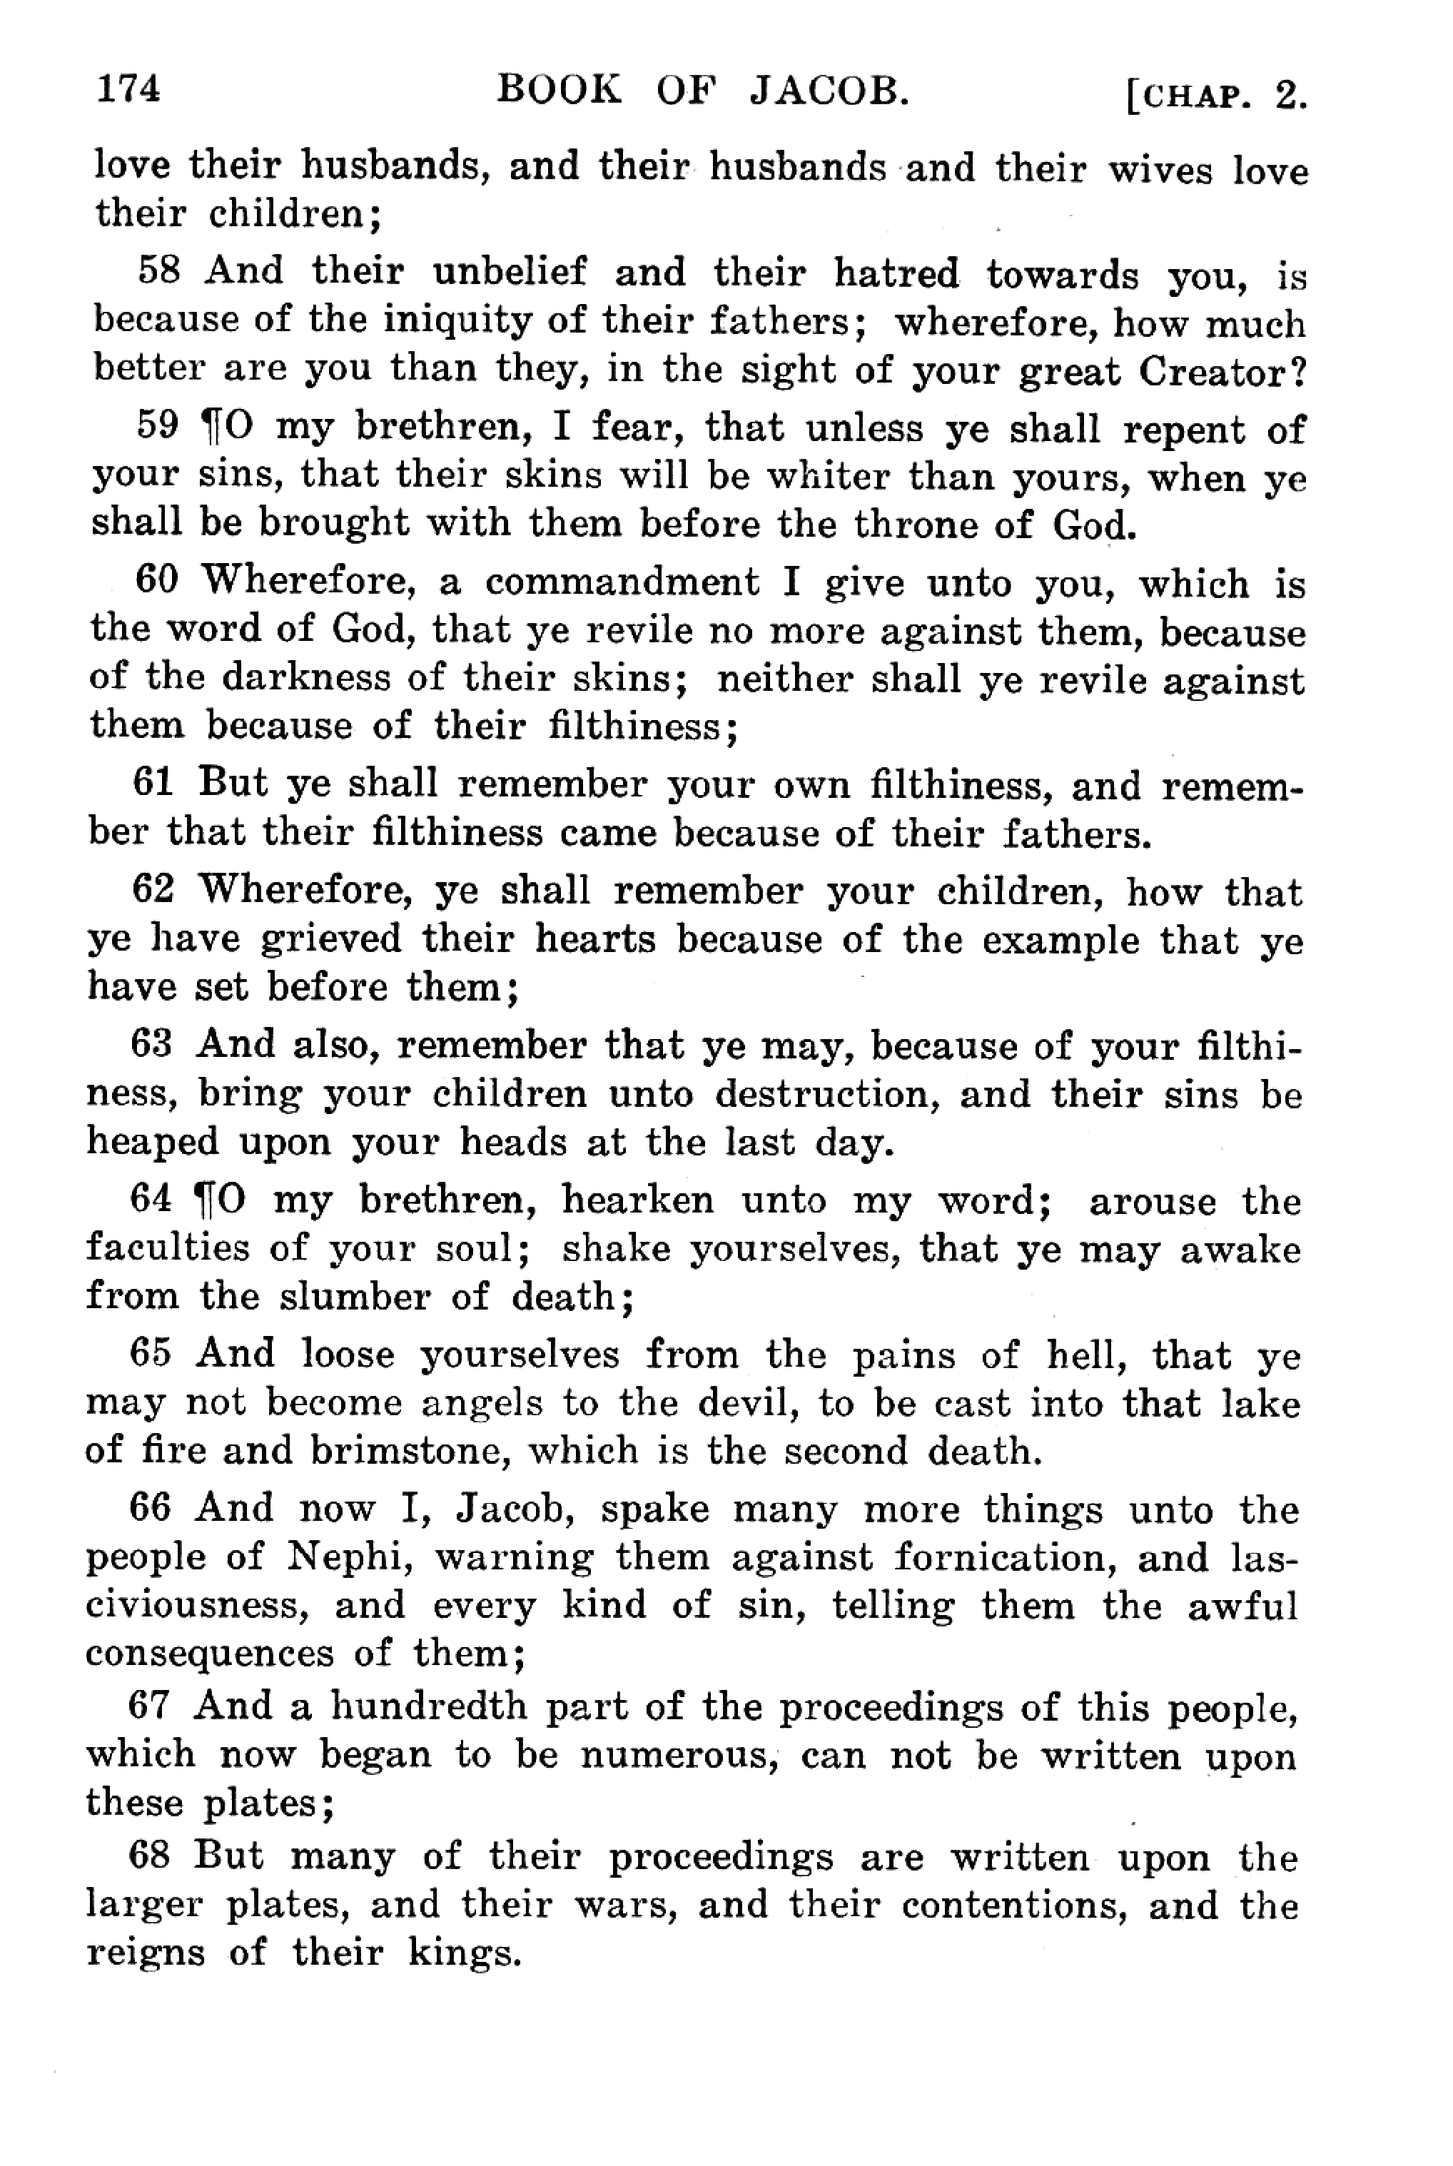 174 BOOK OF JACOB. [CHAP. 2.
love their husbands, and their husbands and their wives love
their children;
58 And their unbelief and their hatred towards you, is
because of the iniquity of their fathers; wherefore, how much
better are you than they, in the sight of your great Creator?
59 ¶O my brethren, I fear, that unless ye shall repent of
your sins, that their skins will be whiter than yours, when ye
shall be brought with them before the throne of God.
60 Wherefore, a commandment I give unto you, which is
the word of God, that ye revile no more against them, because
of the darkness of their skins; neither shall ye revile against
them because of their filthiness;
61 But ye shall remember your own filthiness, and remem-
ber that their filthiness came because of their fathers.
62 Wherefore, ye shall remember your children, how that
ye have grieved their hearts because of the example that ye
have set before them;
63 And also, remember that ye may, because of your filthi-
ness, bring your children unto destruction, and their sins be
heaped upon your heads at the last day.
64 ¶O my brethren, hearken unto my word; arouse the
faculties of your soul; shake yourselves, that ye may awake
from the slumber of death;
65 And loose yourselves from the pains of hell, that ye
may not become angels to the devil, to be cast into that lake
of fire and brimstone, which is the second death.
66 And now I, Jacob, spake many more things unto the
people of Nephi, warning them against fornication, and las-
civiousness, and every kind of sin, telling them the awful
consequences of them;
67 And a hundredth part of the proceedings of this people,
which now began to be numerous, can not be written upon
these plates;
68 But many of their proceedings are written upon the
larger plates, and their wars, and their contentions, and the
reigns of their kings.